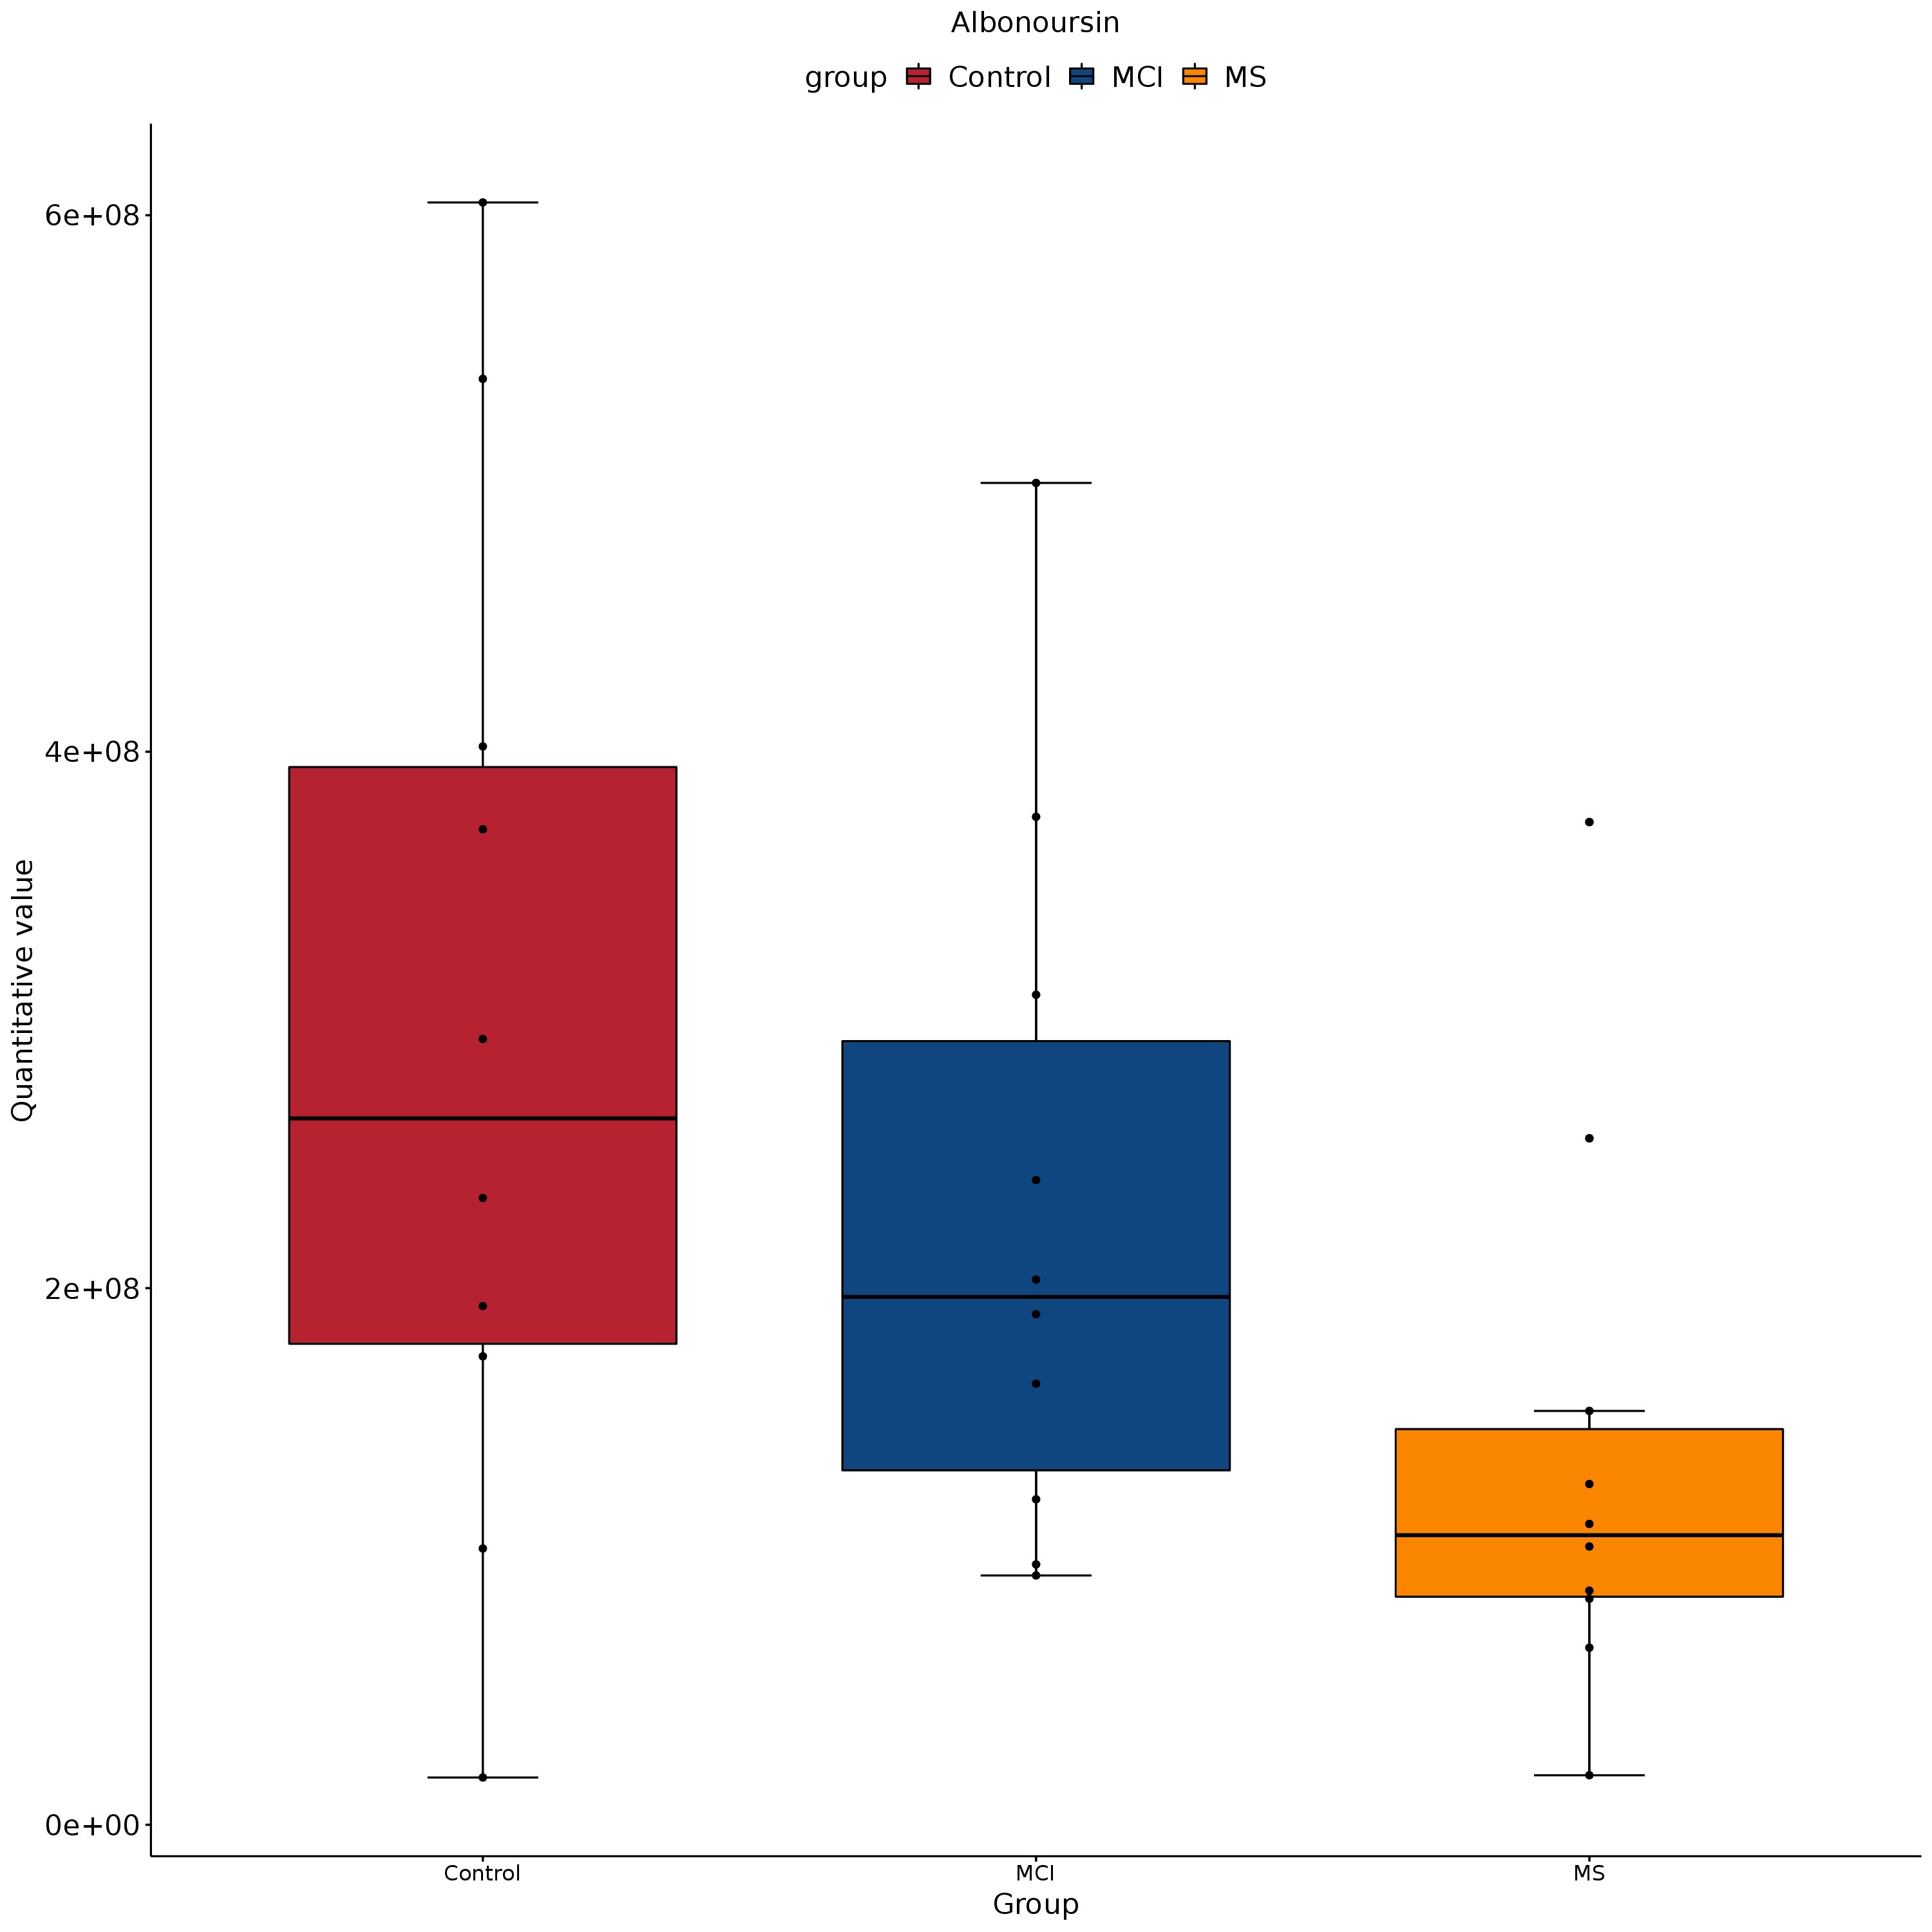 Albonoursin
group Control MCI MS
Quantitative value
6e+08
4e+08
2e+08
0e+00
Control MCI MS
Group